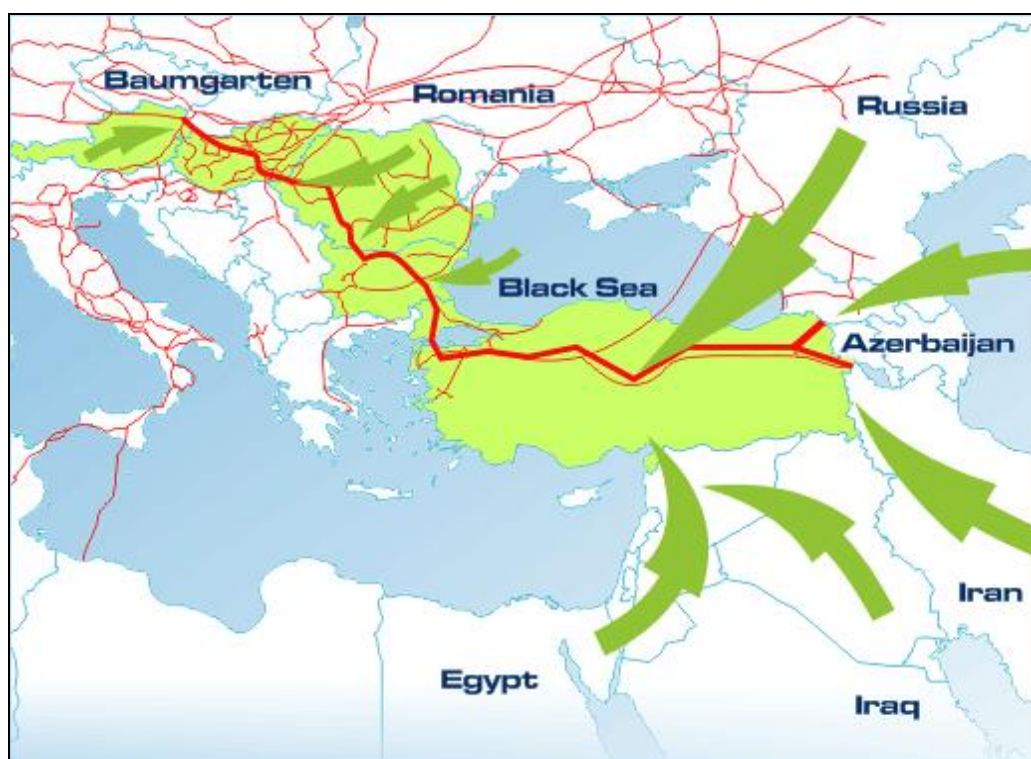 Baumgarten
Romania
Russia
Black Sea
Azerbaijan
Iran
Egypt
Iraq